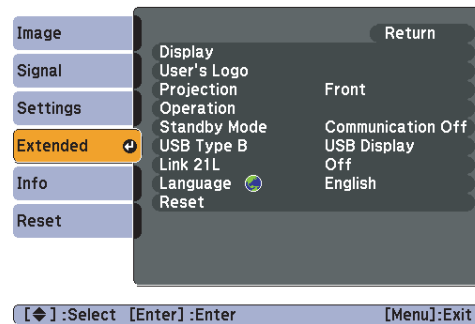 Image
Signal
Settings
Extended
Info
Reset
Return
Display
User's Logo
Projection Front
Operation
Standby Mode Communication Off
USB Type B USB Display
Link 21L Off
Language English
Reset
[ ] :Select [Enter] :Enter [Menu]:Exit